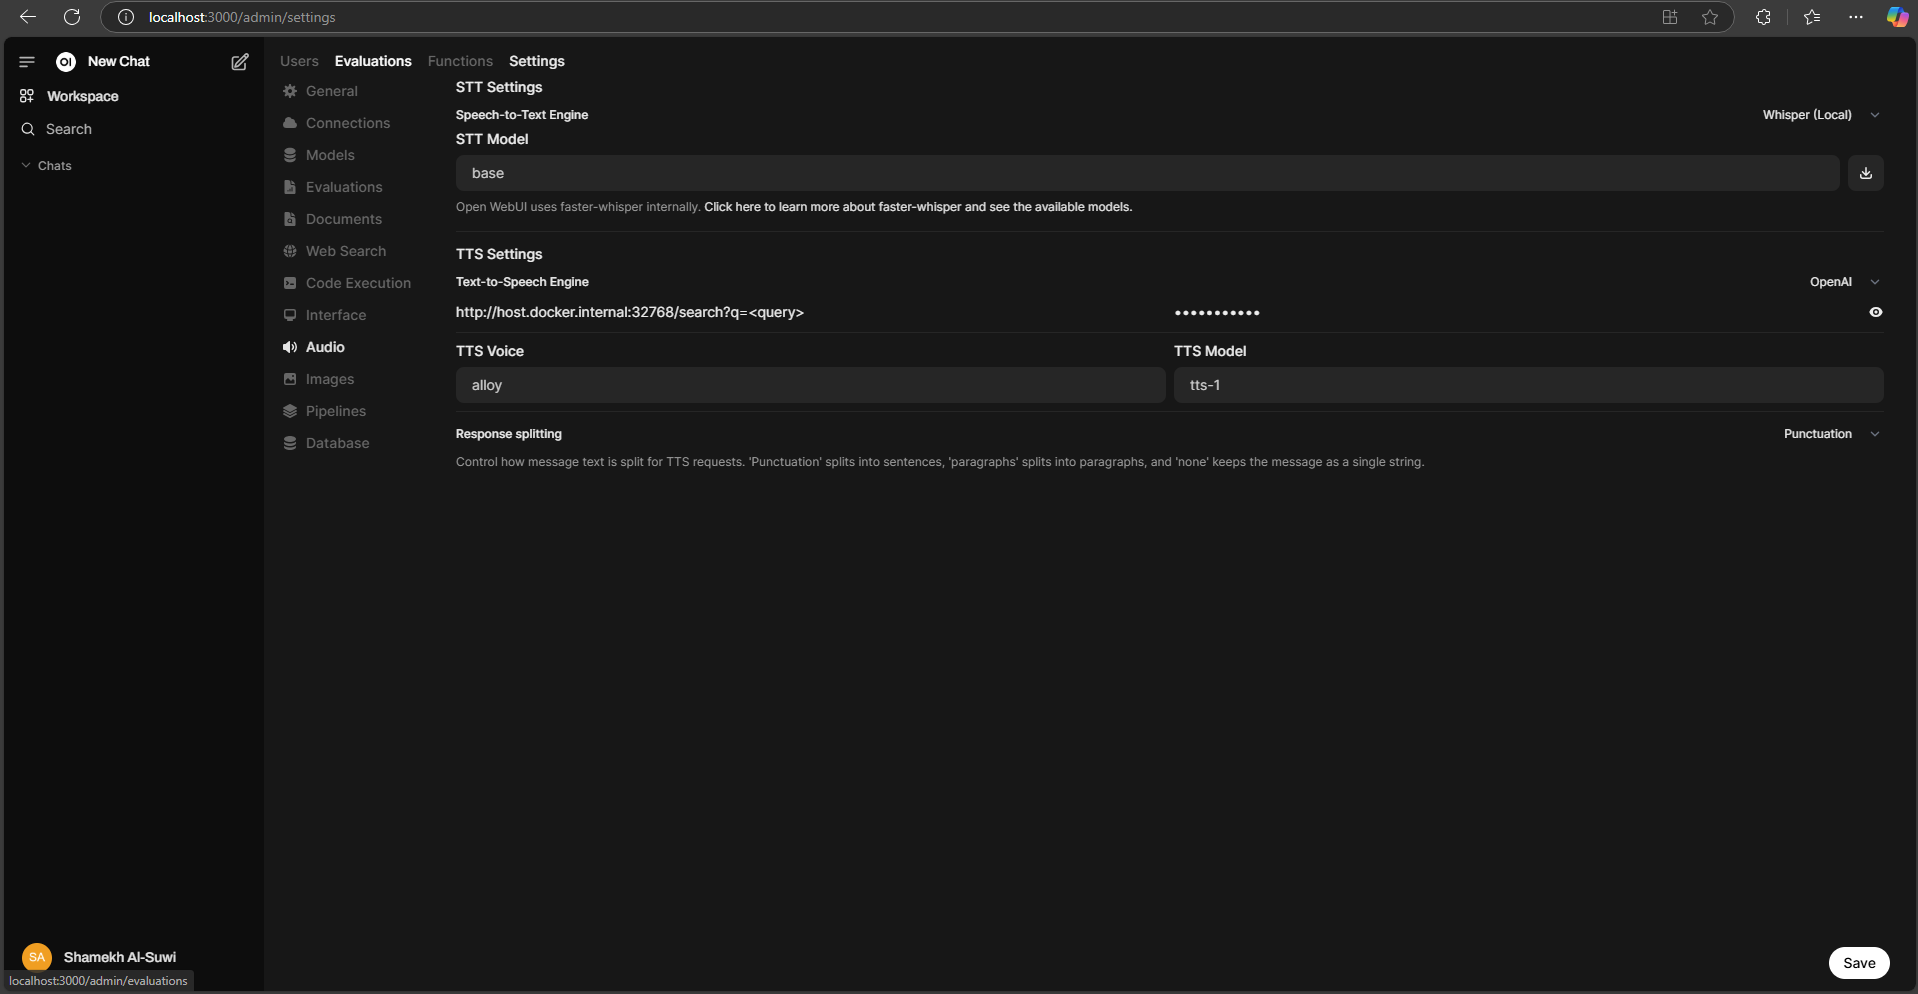 localhost:3000/admin/settings
New Chat
Workspace
Search
Chats
Users Evaluations Functions Settings
General
Connections
Models
Evaluations
Documents
Web Search
Code Execution
Interface
Audio
Images
Pipelines
Database
STT Settings
Speech-to-Text Engine Whisper (Local)
STT Model
base
Open WebUI uses faster-whisper internally. Click here to learn more about faster-whisper and see the available models.
TTS Settings
Text-to-Speech Engine OpenAI
http://host.docker.internal:32768/search?q=<query> •••••••••••
TTS Voice TTS Model
alloy tts-1
Response splitting Punctuation
Control how message text is split for TTS requests. 'Punctuation' splits into sentences, 'paragraphs' splits into paragraphs, and 'none' keeps the message as a single string.
OI
SA Shamekh Al-Suwi
localhost:3000/admin/evaluations
Save